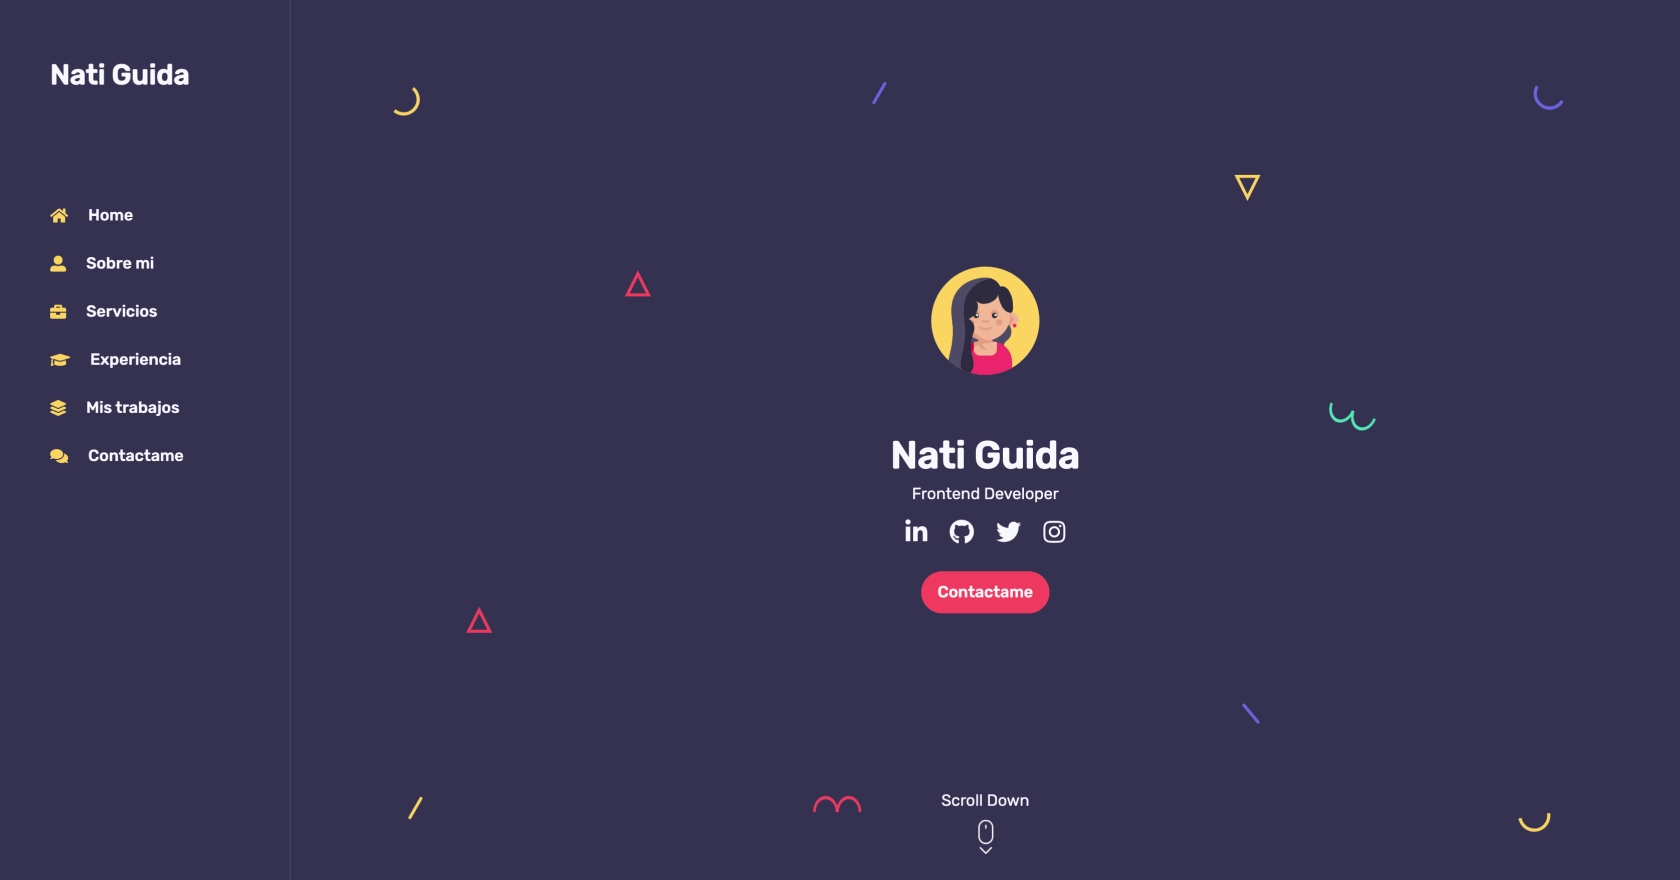 Nati Guida
Home
Sobre mi
Servicios
Experiencia
Mis trabajos
Contactame
Nati Guida
Frontend Developer
Contactame
Scroll Down